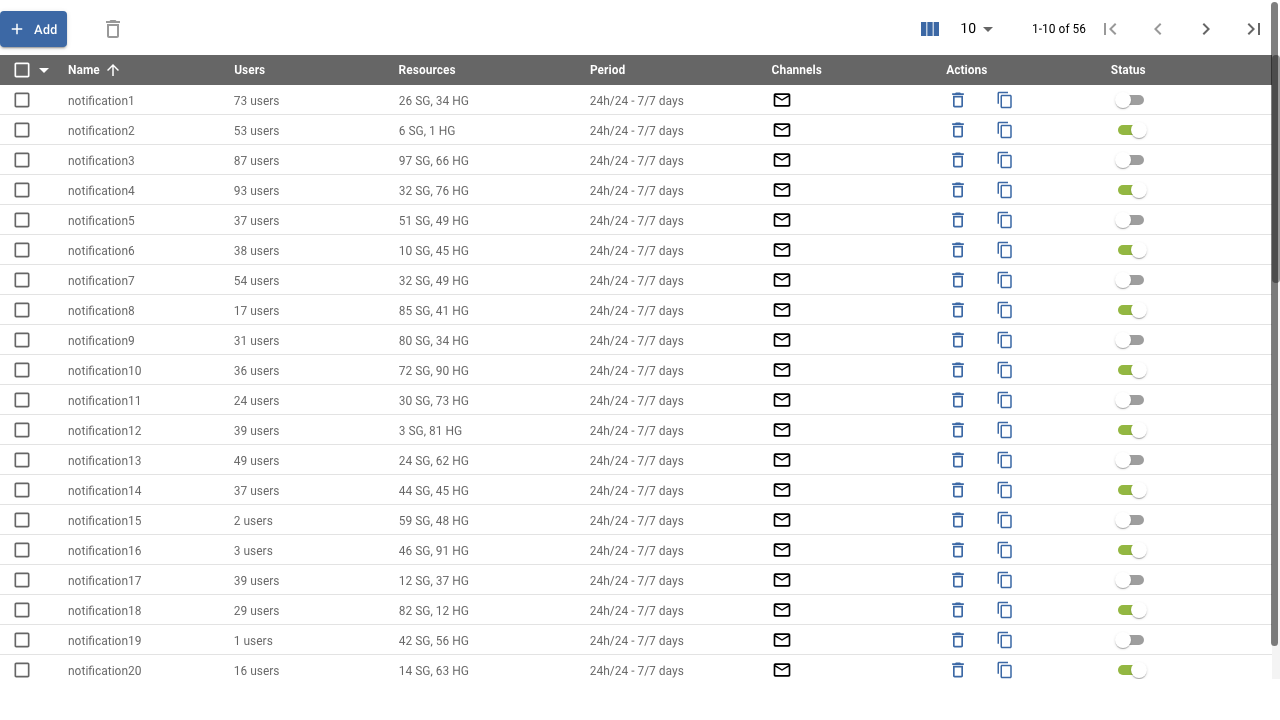 Add
10
1-10 of 56
Name Users Resources Period Channels Actions Status
notification1 73 users 26 SG, 34 HG 24h/24 - 7/7 days
notification2 53 users 6 SG, 1 HG 24h/24 - 7/7 days
notification3 87 users 97 SG, 66 HG 24h/24 - 7/7 days
notification4 93 users 32 SG, 76 HG 24h/24 - 7/7 days
notification5 37 users 51 SG, 49 HG 24h/24 - 7/7 days
notification6 38 users 10 SG, 45 HG 24h/24 - 7/7 days
notification7 54 users 32 SG, 49 HG 24h/24 - 7/7 days
notification8 17 users 85 SG, 41 HG 24h/24 - 7/7 days
notification9 31 users 80 SG, 34 HG 24h/24 - 7/7 days
notification10 36 users 72 SG, 90 HG 24h/24 - 7/7 days
notification11 24 users 30 SG, 73 HG 24h/24 - 7/7 days
notification12 39 users 3 SG, 81 HG 24h/24 - 7/7 days
notification13 49 users 24 SG, 62 HG 24h/24 - 7/7 days
notification14 37 users 44 SG, 45 HG 24h/24 - 7/7 days
notification15 2 users 59 SG, 48 HG 24h/24 - 7/7 days
notification16 3 users 46 SG, 91 HG 24h/24 - 7/7 days
notification17 39 users 12 SG, 37 HG 24h/24 - 7/7 days
notification18 29 users 82 SG, 12 HG 24h/24 - 7/7 days
notification19 1 users 42 SG, 56 HG 24h/24 - 7/7 days
notification20 16 users 14 SG, 63 HG 24h/24 - 7/7 days